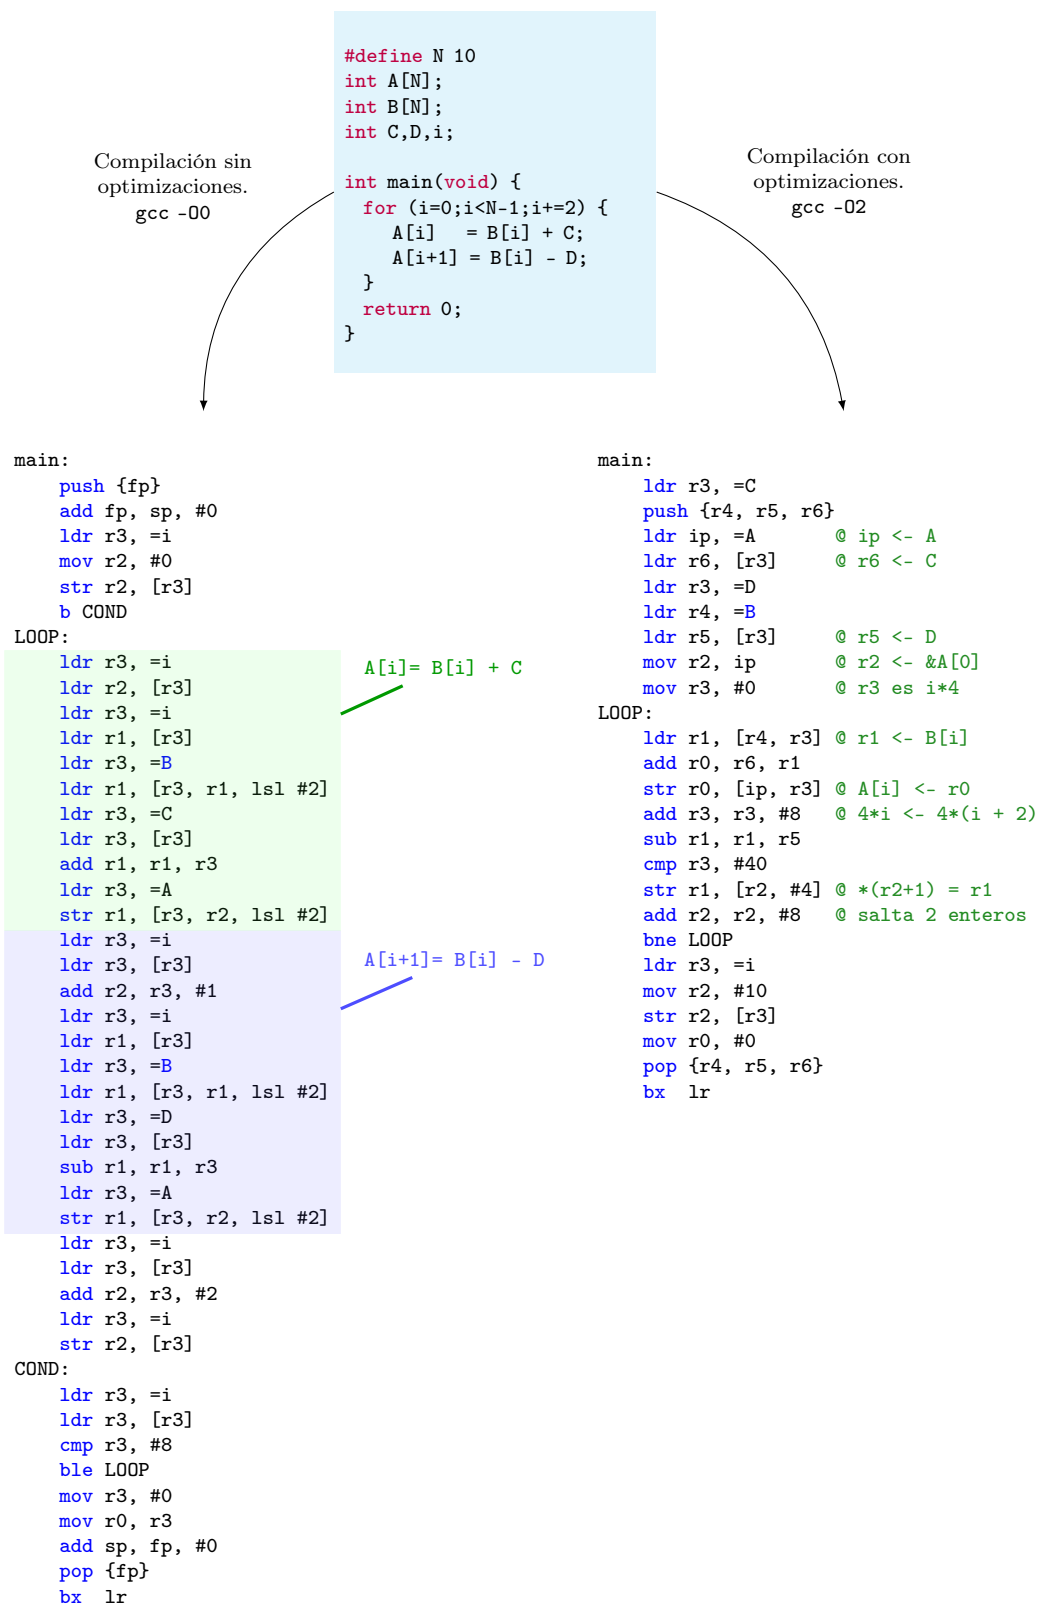 #define N 10
int A[N];
int B[N];
int C,D,i;
int main(void) {
for (i=0;i<N-1;i+=2) {
A[i]   = B[i] + C;
A[i+1] = B[i] - D;
}
return 0;
}
Compilación sin
optimizaciones.
gcc -O0
Compilación con
optimizaciones.
gcc -O2
main:
push {fp}
add fp, sp, #0
ldr r3, =i
mov r2, #0
str r2, [r3]
b COND
LOOP:
ldr r3, =i
ldr r2, [r3]
ldr r3, =i
ldr r1, [r3]
ldr r3, =B
ldr r1, [r3, r1, lsl #2]
ldr r3, =C
ldr r3, [r3]
add r1, r1, r3
ldr r3, =A
str r1, [r3, r2, lsl #2]
ldr r3, =i
ldr r3, [r3]
add r2, r3, #1
ldr r3, =i
ldr r1, [r3]
ldr r3, =B
ldr r1, [r3, r1, lsl #2]
ldr r3, =D
ldr r3, [r3]
sub r1, r1, r3
ldr r3, =A
str r1, [r3, r2, lsl #2]
ldr r3, =i
ldr r3, [r3]
add r2, r3, #2
ldr r3, =i
str r2, [r3]
COND:
ldr r3, =i
ldr r3, [r3]
cmp r3, #8
ble LOOP
mov r3, #0
mov r0, r3
add sp, fp, #0
pop {fp}
bx  lr
A[i]= B[i] + C
A[i+1]= B[i] - D
main:
ldr r3, =C
push {r4, r5, r6}
ldr ip, =A       @ ip <- A
ldr r6, [r3]     @ r6 <- C
ldr r3, =D
ldr r4, =B
ldr r5, [r3]     @ r5 <- D
mov r2, ip       @ r2 <- &A[0]
mov r3, #0       @ r3 es i*4
LOOP:
ldr r1, [r4, r3] @ r1 <- B[i]
add r0, r6, r1
str r0, [ip, r3] @ A[i] <- r0
add r3, r3, #8   @ 4*i <- 4*(i + 2)
sub r1, r1, r5
cmp r3, #40
str r1, [r2, #4] @ *(r2+1) = r1
add r2, r2, #8   @ salta 2 enteros
bne LOOP
ldr r3, =i
mov r2, #10
str r2, [r3]
mov r0, #0
pop {r4, r5, r6}
bx  lr